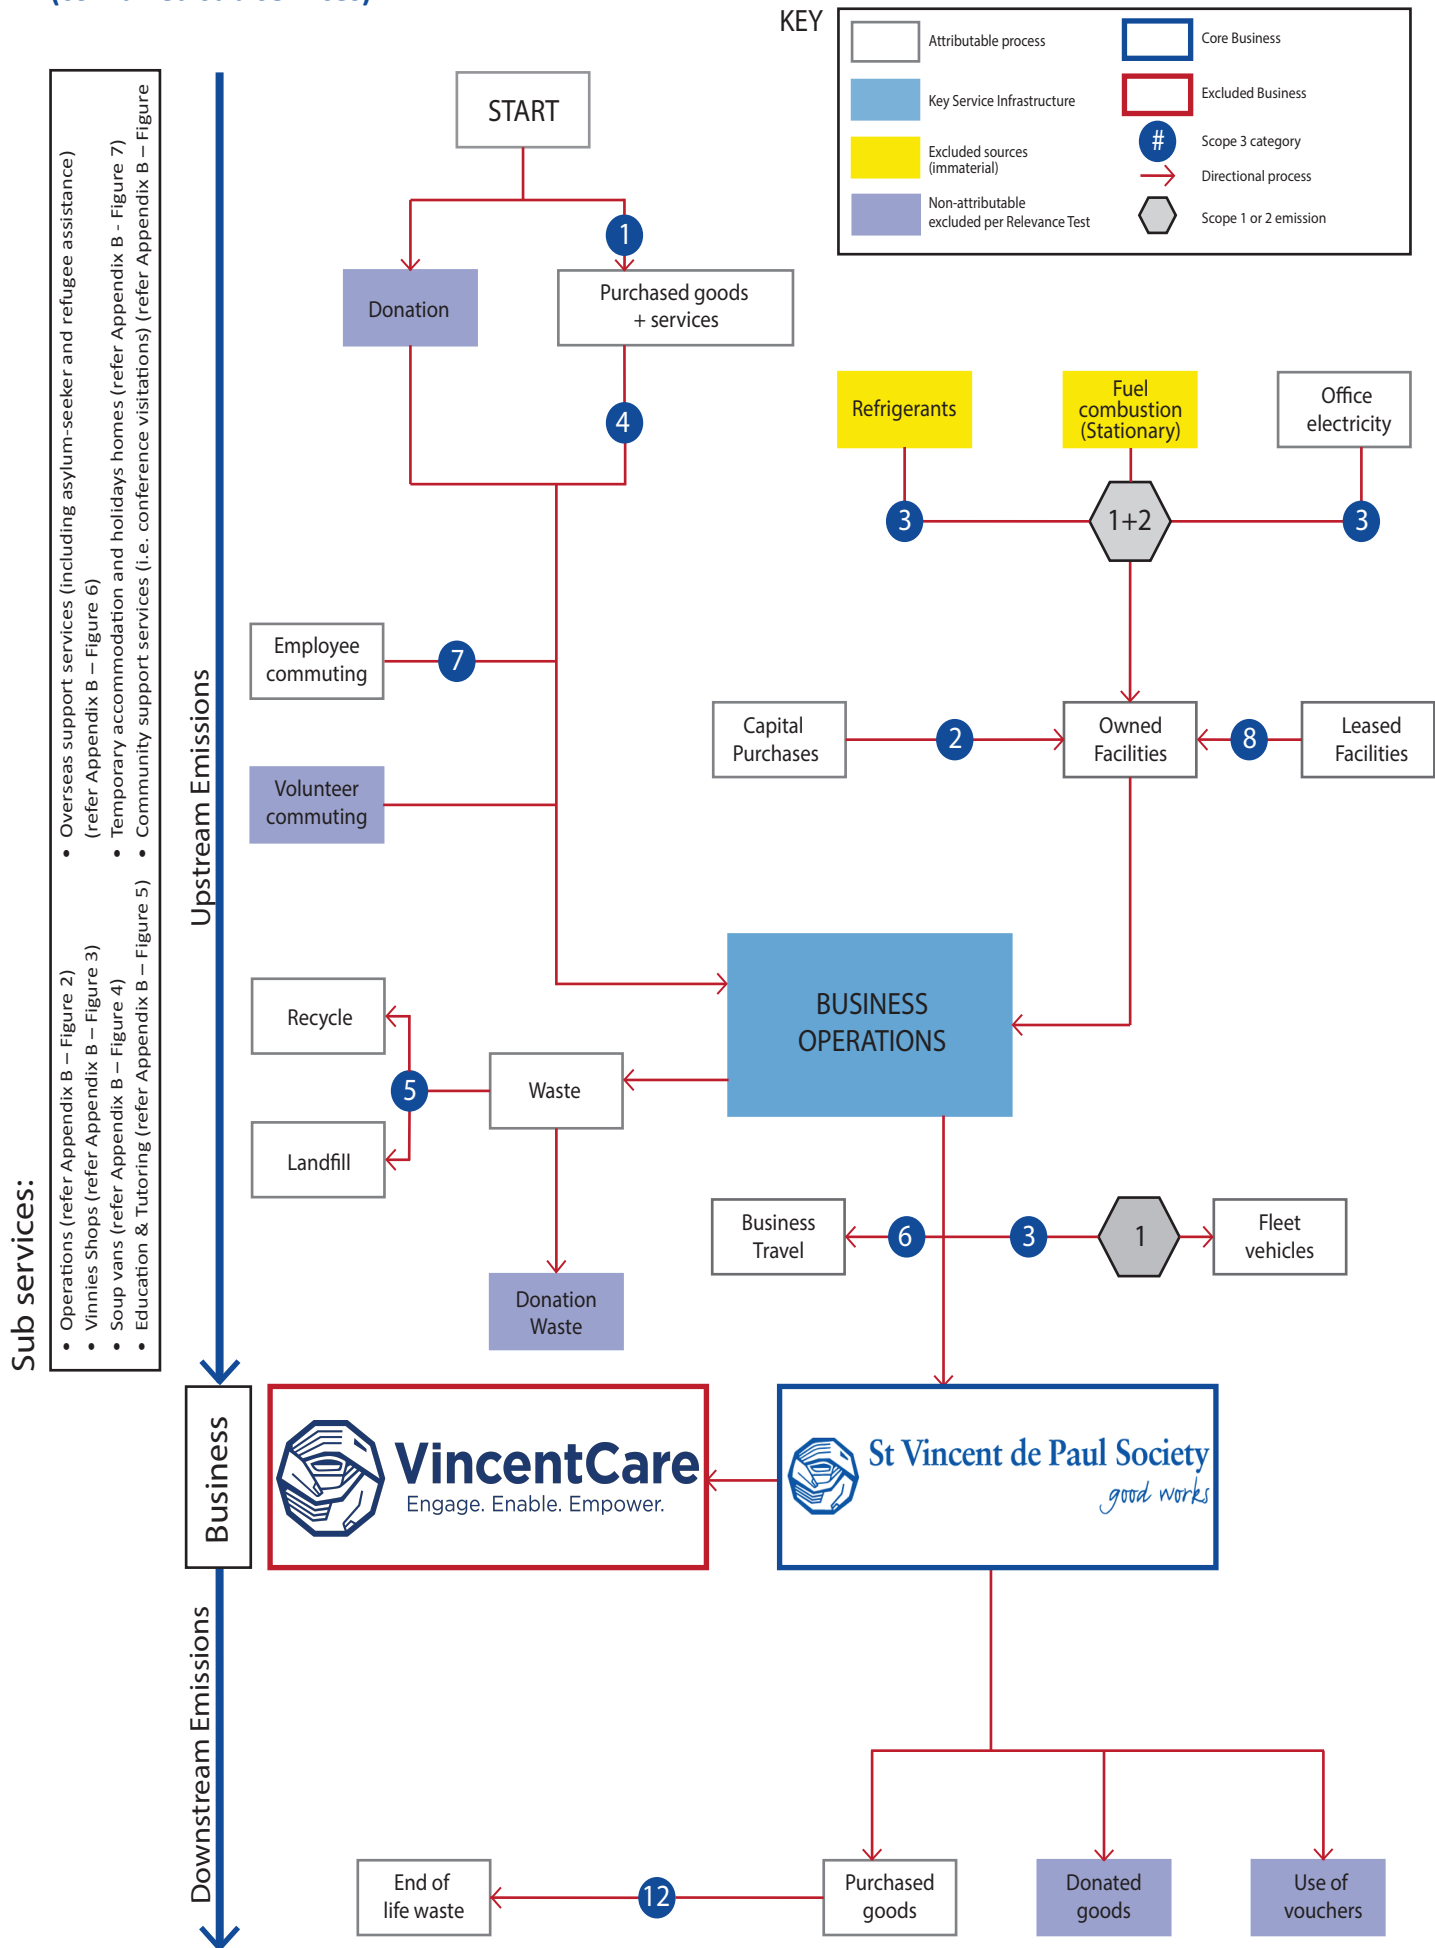 KEY
Attributable process
Core Business
Key Service Infrastructure
Excluded Business
Excluded sources
(immaterial)
#
Scope 3 category
Directional process
Non-attributable
excluded per Relevance Test
Scope 1 or 2 emission
Sub services:
• Operations (refer Appendix B – Figure 2)
• Vinnies Shops (refer Appendix B – Figure 3)
• Soup vans (refer Appendix B – Figure 4)
• Education & Tutoring (refer Appendix B – Figure 5)
• Overseas support services (including asylum-seeker and refugee assistance)
(refer Appendix B – Figure 6)
• Temporary accommodation and holidays homes (refer Appendix B - Figure 7)
• Community support services (i.e. conference visitations) (refer Appendix B – Figure
Upstream Emissions
Business
Downstream Emissions
START
1
Donation
Purchased goods
+ services
4
Refrigerants
Fuel
combustion
(Stationary)
Office
electricity
3
1+2
3
Employee
commuting
7
Capital
Purchases
2
Owned
Facilities
8
Leased
Facilities
Volunteer
commuting
BUSINESS
OPERATIONS
Recycle
5
Waste
Landfill
Donation
Waste
Business
Travel
6
3
1
Fleet
vehicles
VincentCare
Engage. Enable. Empower.
St Vincent de Paul Society
good works
End of
life waste
12
Purchased
goods
Donated
goods
Use of
vouchers